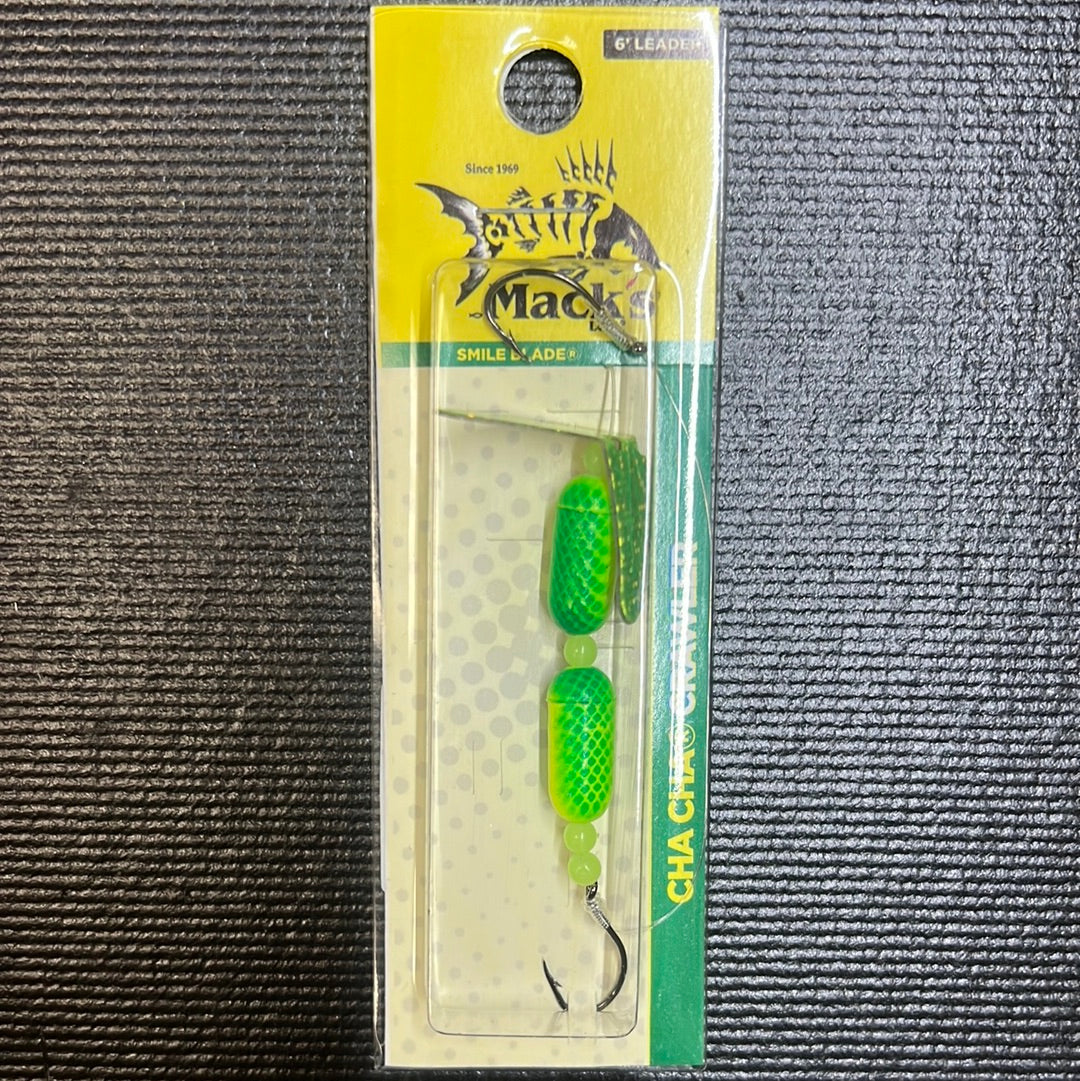 6' LEADER
Since 1969
Mack's
SMILE BLADE®
CHA CHA® CRAWLER